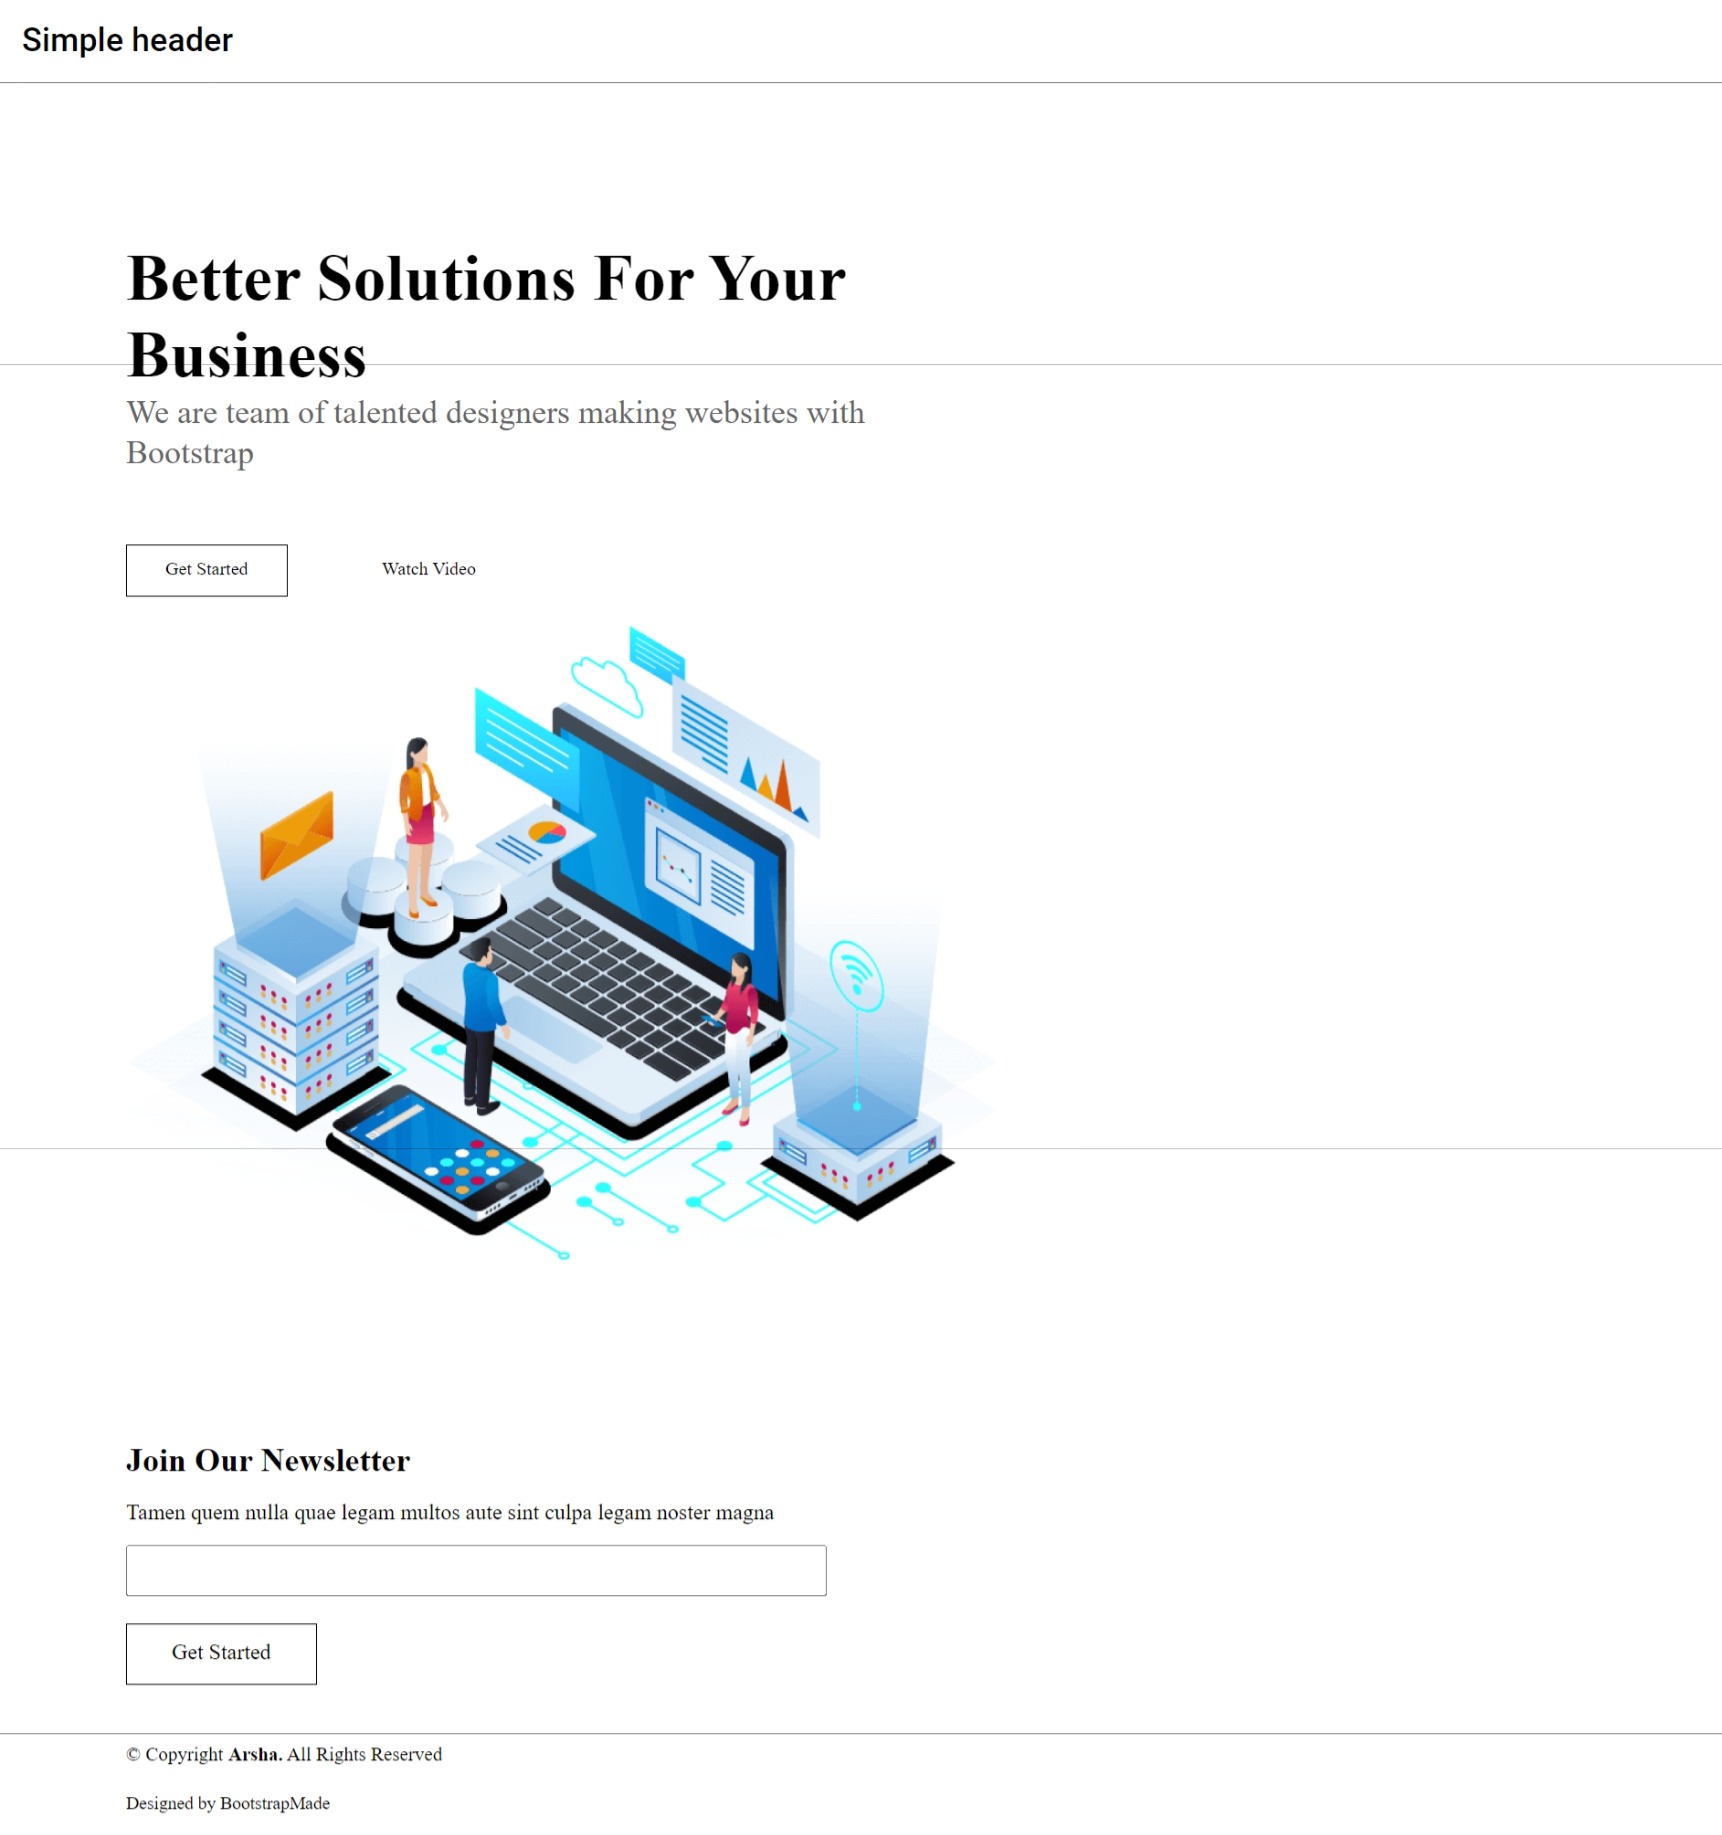 Simple header
Better Solutions For Your
Business
We are team of talented designers making websites with
Bootstrap
Get Started
Watch Video
Join Our Newsletter
Tamen quem nulla quae legam multos aute sint culpa legam noster magna
Get Started
© Copyright Arsha. All Rights Reserved
Designed by BootstrapMade